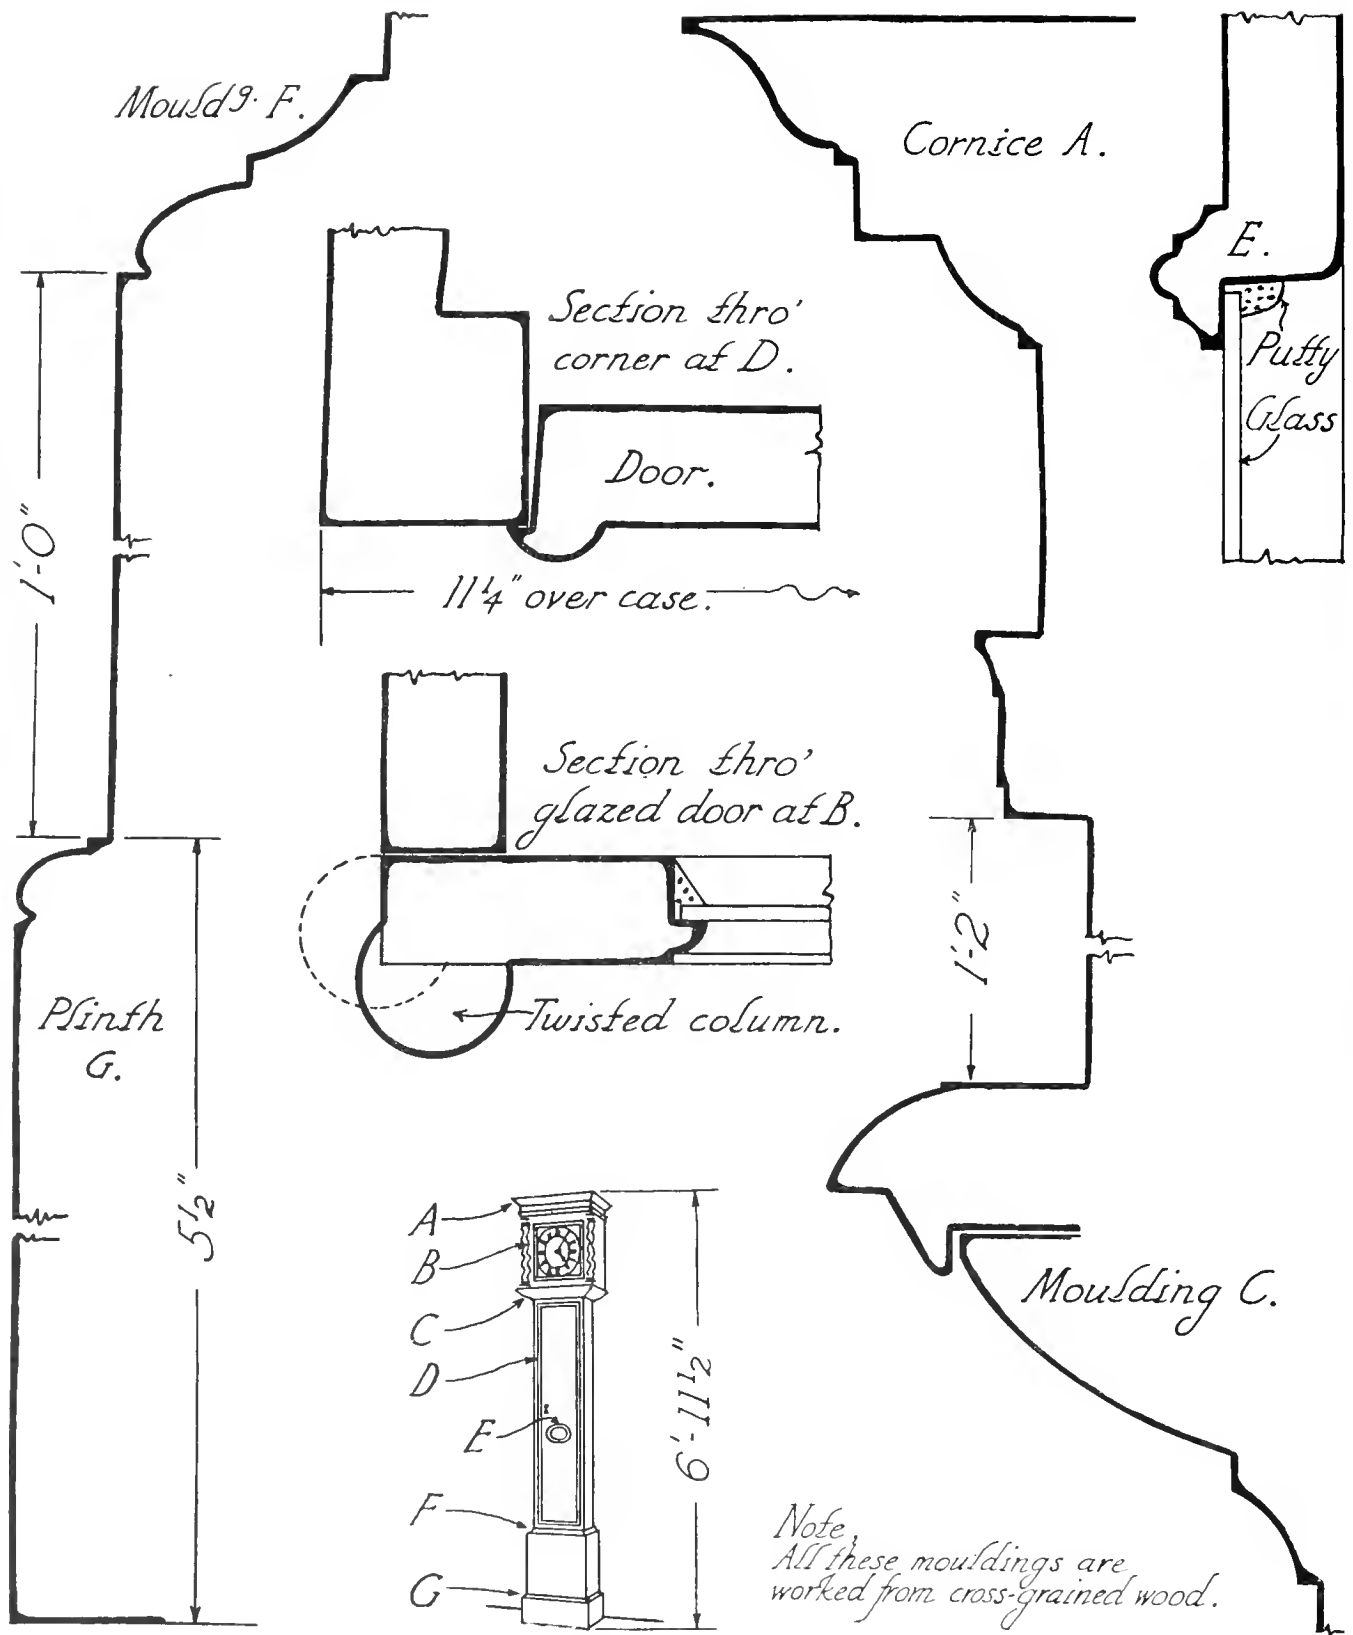 Mould'g. F.
Cornice A.
E.
Putty
Glass
Section thro'
corner at D.
Door.
1'-0"
11¼" over case.
Section thro'
glazed door at B.
Twisted column.
1'-2"
Plinth
G.
5½"
A
B
C
D
E
F
G
6'-11½"
Moulding C.
Note,
All these mouldings are
worked from cross-grained wood.